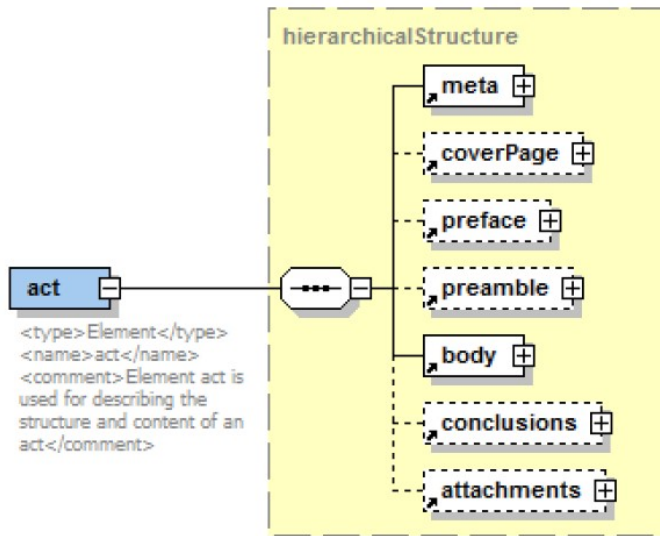 hierarchicalStructure
meta
coverPage
preface
act
preamble
<type>Element</type>
<name>act</name>
<comment>Element act is
used for describing the
structure and content of an
act</comment>
body
conclusions
attachments